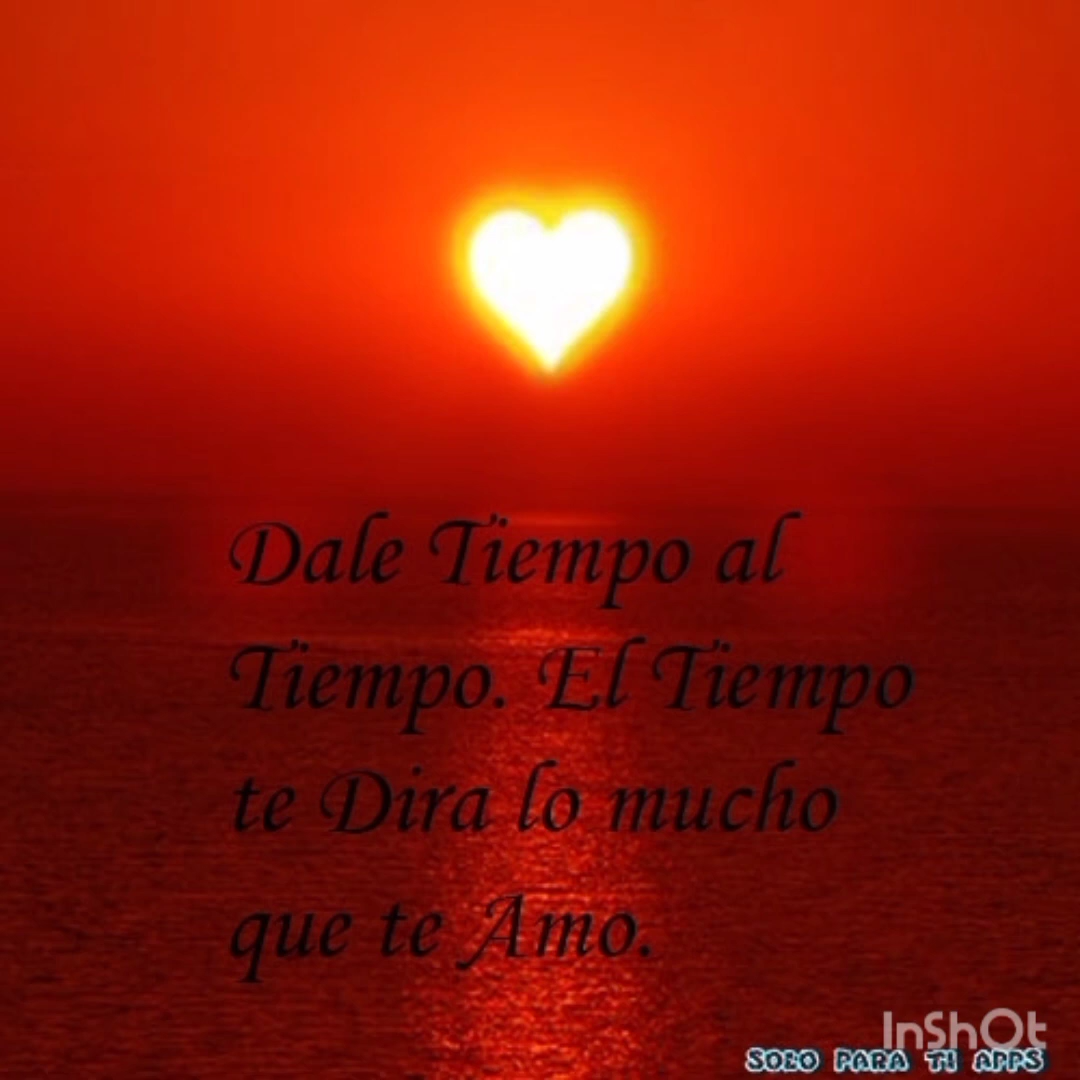 Dale Tiempo al
Tiempo. El Tiempo
te Dira lo mucho
que te Amo.
InShOt
SOLO PARA TI APPS